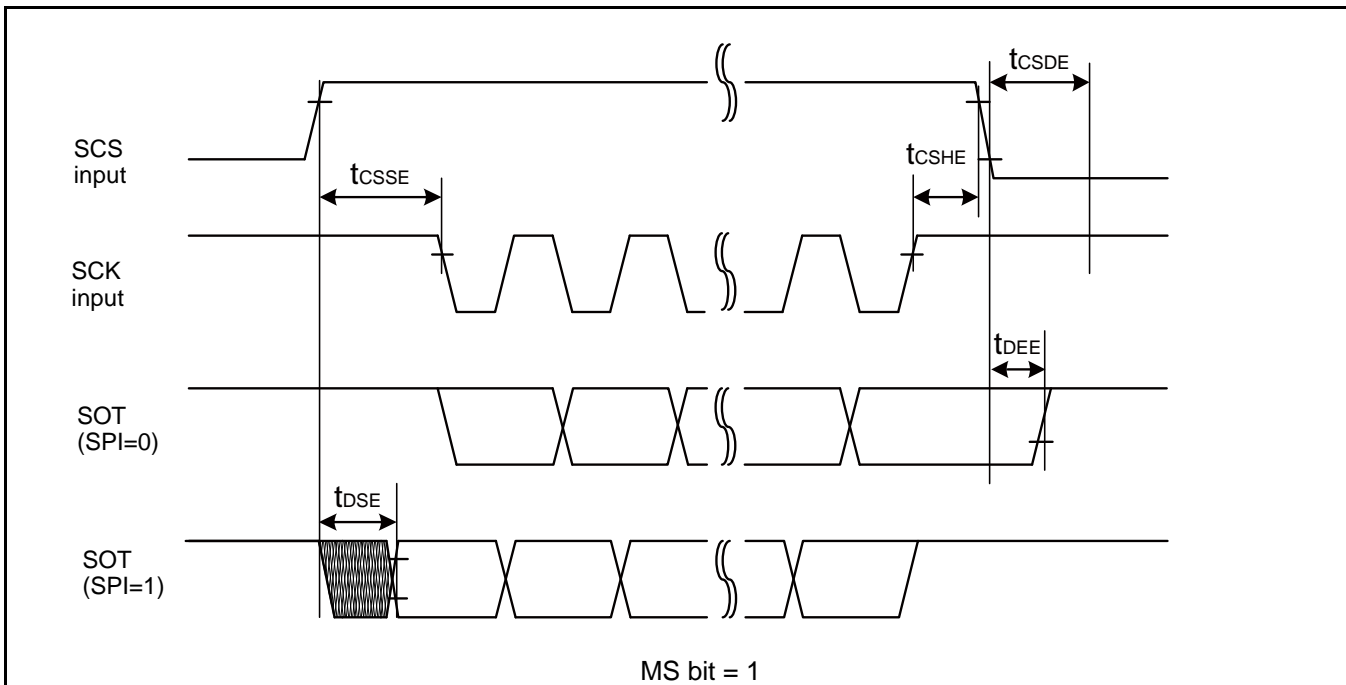 tCSDE
SCS
input
tCSHE
tCSSE
SCK
input
tDEE
SOT
(SPI=0)
tDSE
SOT
(SPI=1)
MS bit = 1